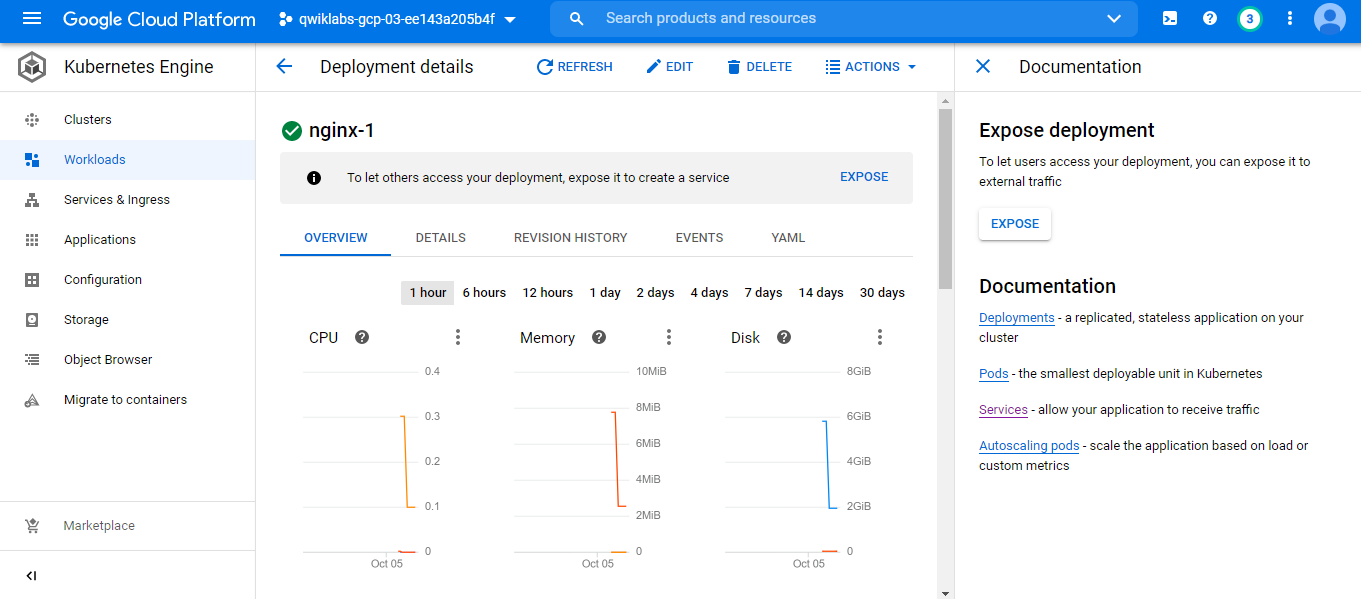 Google Cloud Platform
qwiklabs-gcp-03-ee143a205b4f
Search products and resources
3
Kubernetes Engine
Clusters
Workloads
Services & Ingress
Applications
Configuration
Storage
Object Browser
Migrate to containers
Marketplace
Deployment details
REFRESH
EDIT
DELETE
ACTIONS
nginx-1
To let others access your deployment, expose it to create a service
EXPOSE
OVERVIEW
DETAILS
REVISION HISTORY
EVENTS
YAML
1 hour
6 hours
12 hours
1 day
2 days
4 days
7 days
14 days
30 days
CPU
0.4
0.3
0.2
0.1
0
Oct 05
Memory
10MiB
8MiB
6MiB
4MiB
2MiB
0
Oct 05
Disk
8GiB
6GiB
4GiB
2GiB
0
Oct 05
Documentation
Expose deployment
To let users access your deployment, you can expose it to
external traffic
EXPOSE
Documentation
Deployments - a replicated, stateless application on your
cluster
Pods - the smallest deployable unit in Kubernetes
Services - allow your application to receive traffic
Autoscaling pods - scale the application based on load or
custom metrics